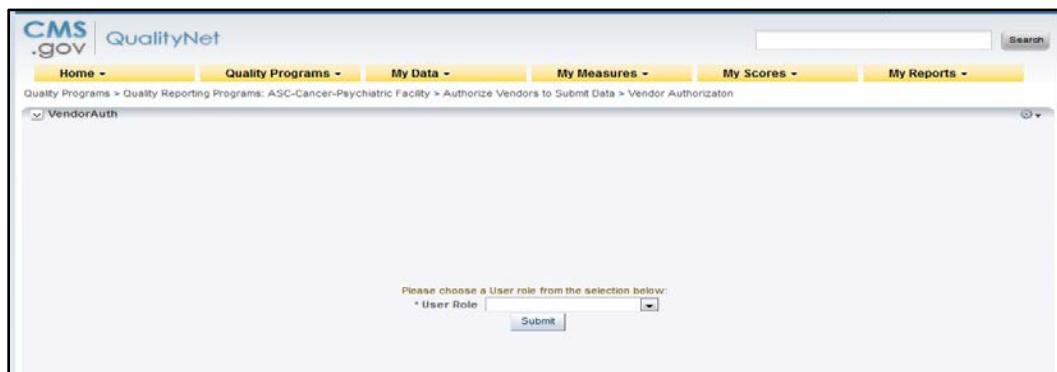 CMS .gov QualityNet
Search
Home Quality Programs My Data My Measures My Scores My Reports
Quality Programs > Quality Reporting Programs: ASC-Cancer-Psychiatric Facility > Authorize Vendors to Submit Data > Vendor Authorizaton
VendorAuth
Please choose a User role from the selection below:
* User Role
Submit